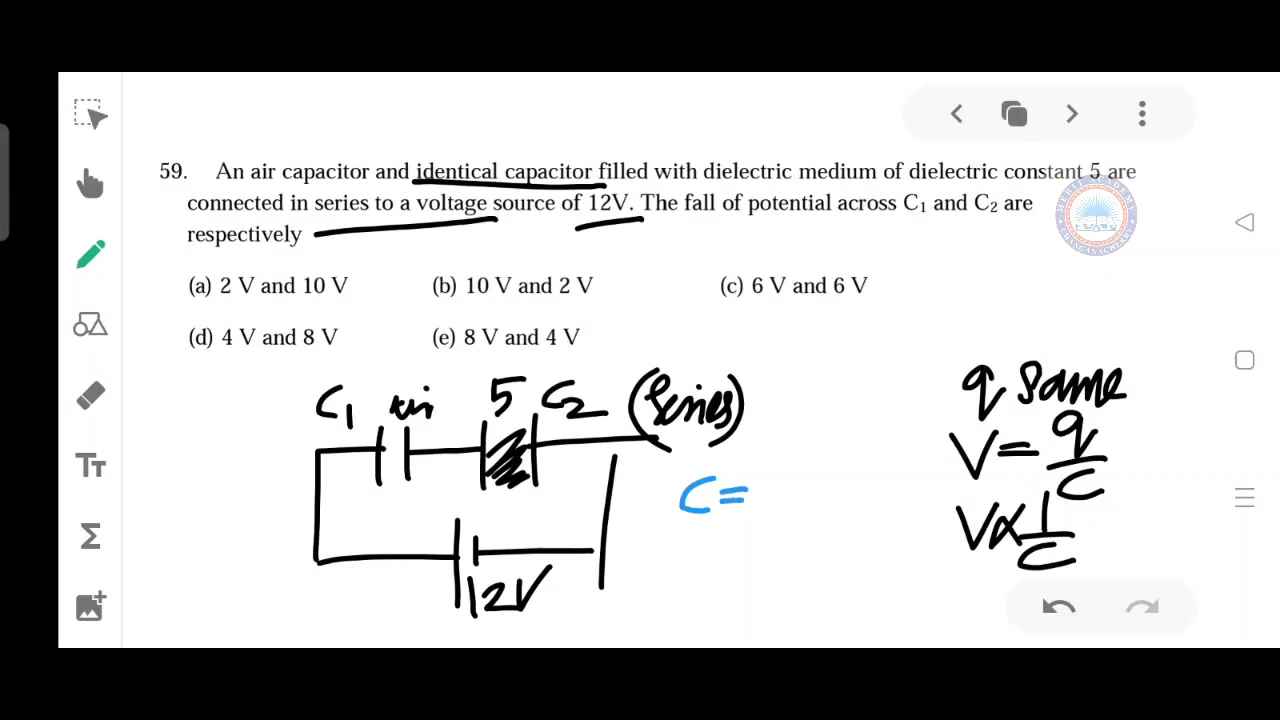 59. An air capacitor and identical capacitor filled with dielectric medium of dielectric constant 5 are
connected in series to a voltage source of 12V. The fall of potential across C₁ and C₂ are
respectively
(a) 2 V and 10 V (b) 10 V and 2 V (c) 6 V and 6 V
(d) 4 V and 8 V (e) 8 V and 4 V
C₁ air 5 C₂ (Series)
q same
V = q/C
C =
V ∝ 1/C
12V
Tт
Σ